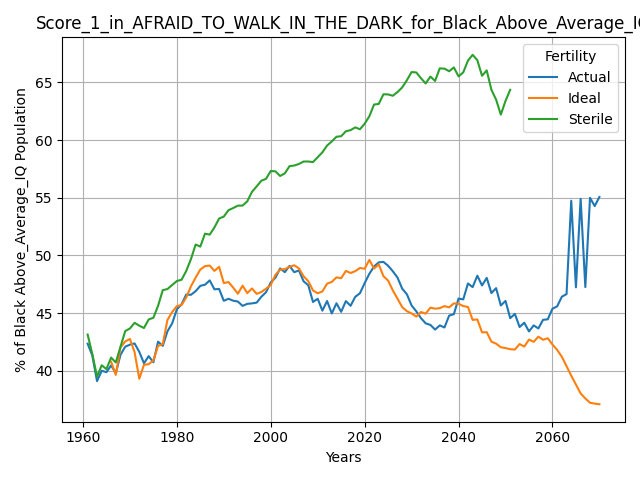 Score_1_in_AFRAID_TO_WALK_IN_THE_DARK_for_Black_Above_Average_IQ
Fertility
Actual
Ideal
Sterile
% of Black Above_Average_IQ Population
65
60
55
50
45
40
1960 1980 2000 2020 2040 2060
Years